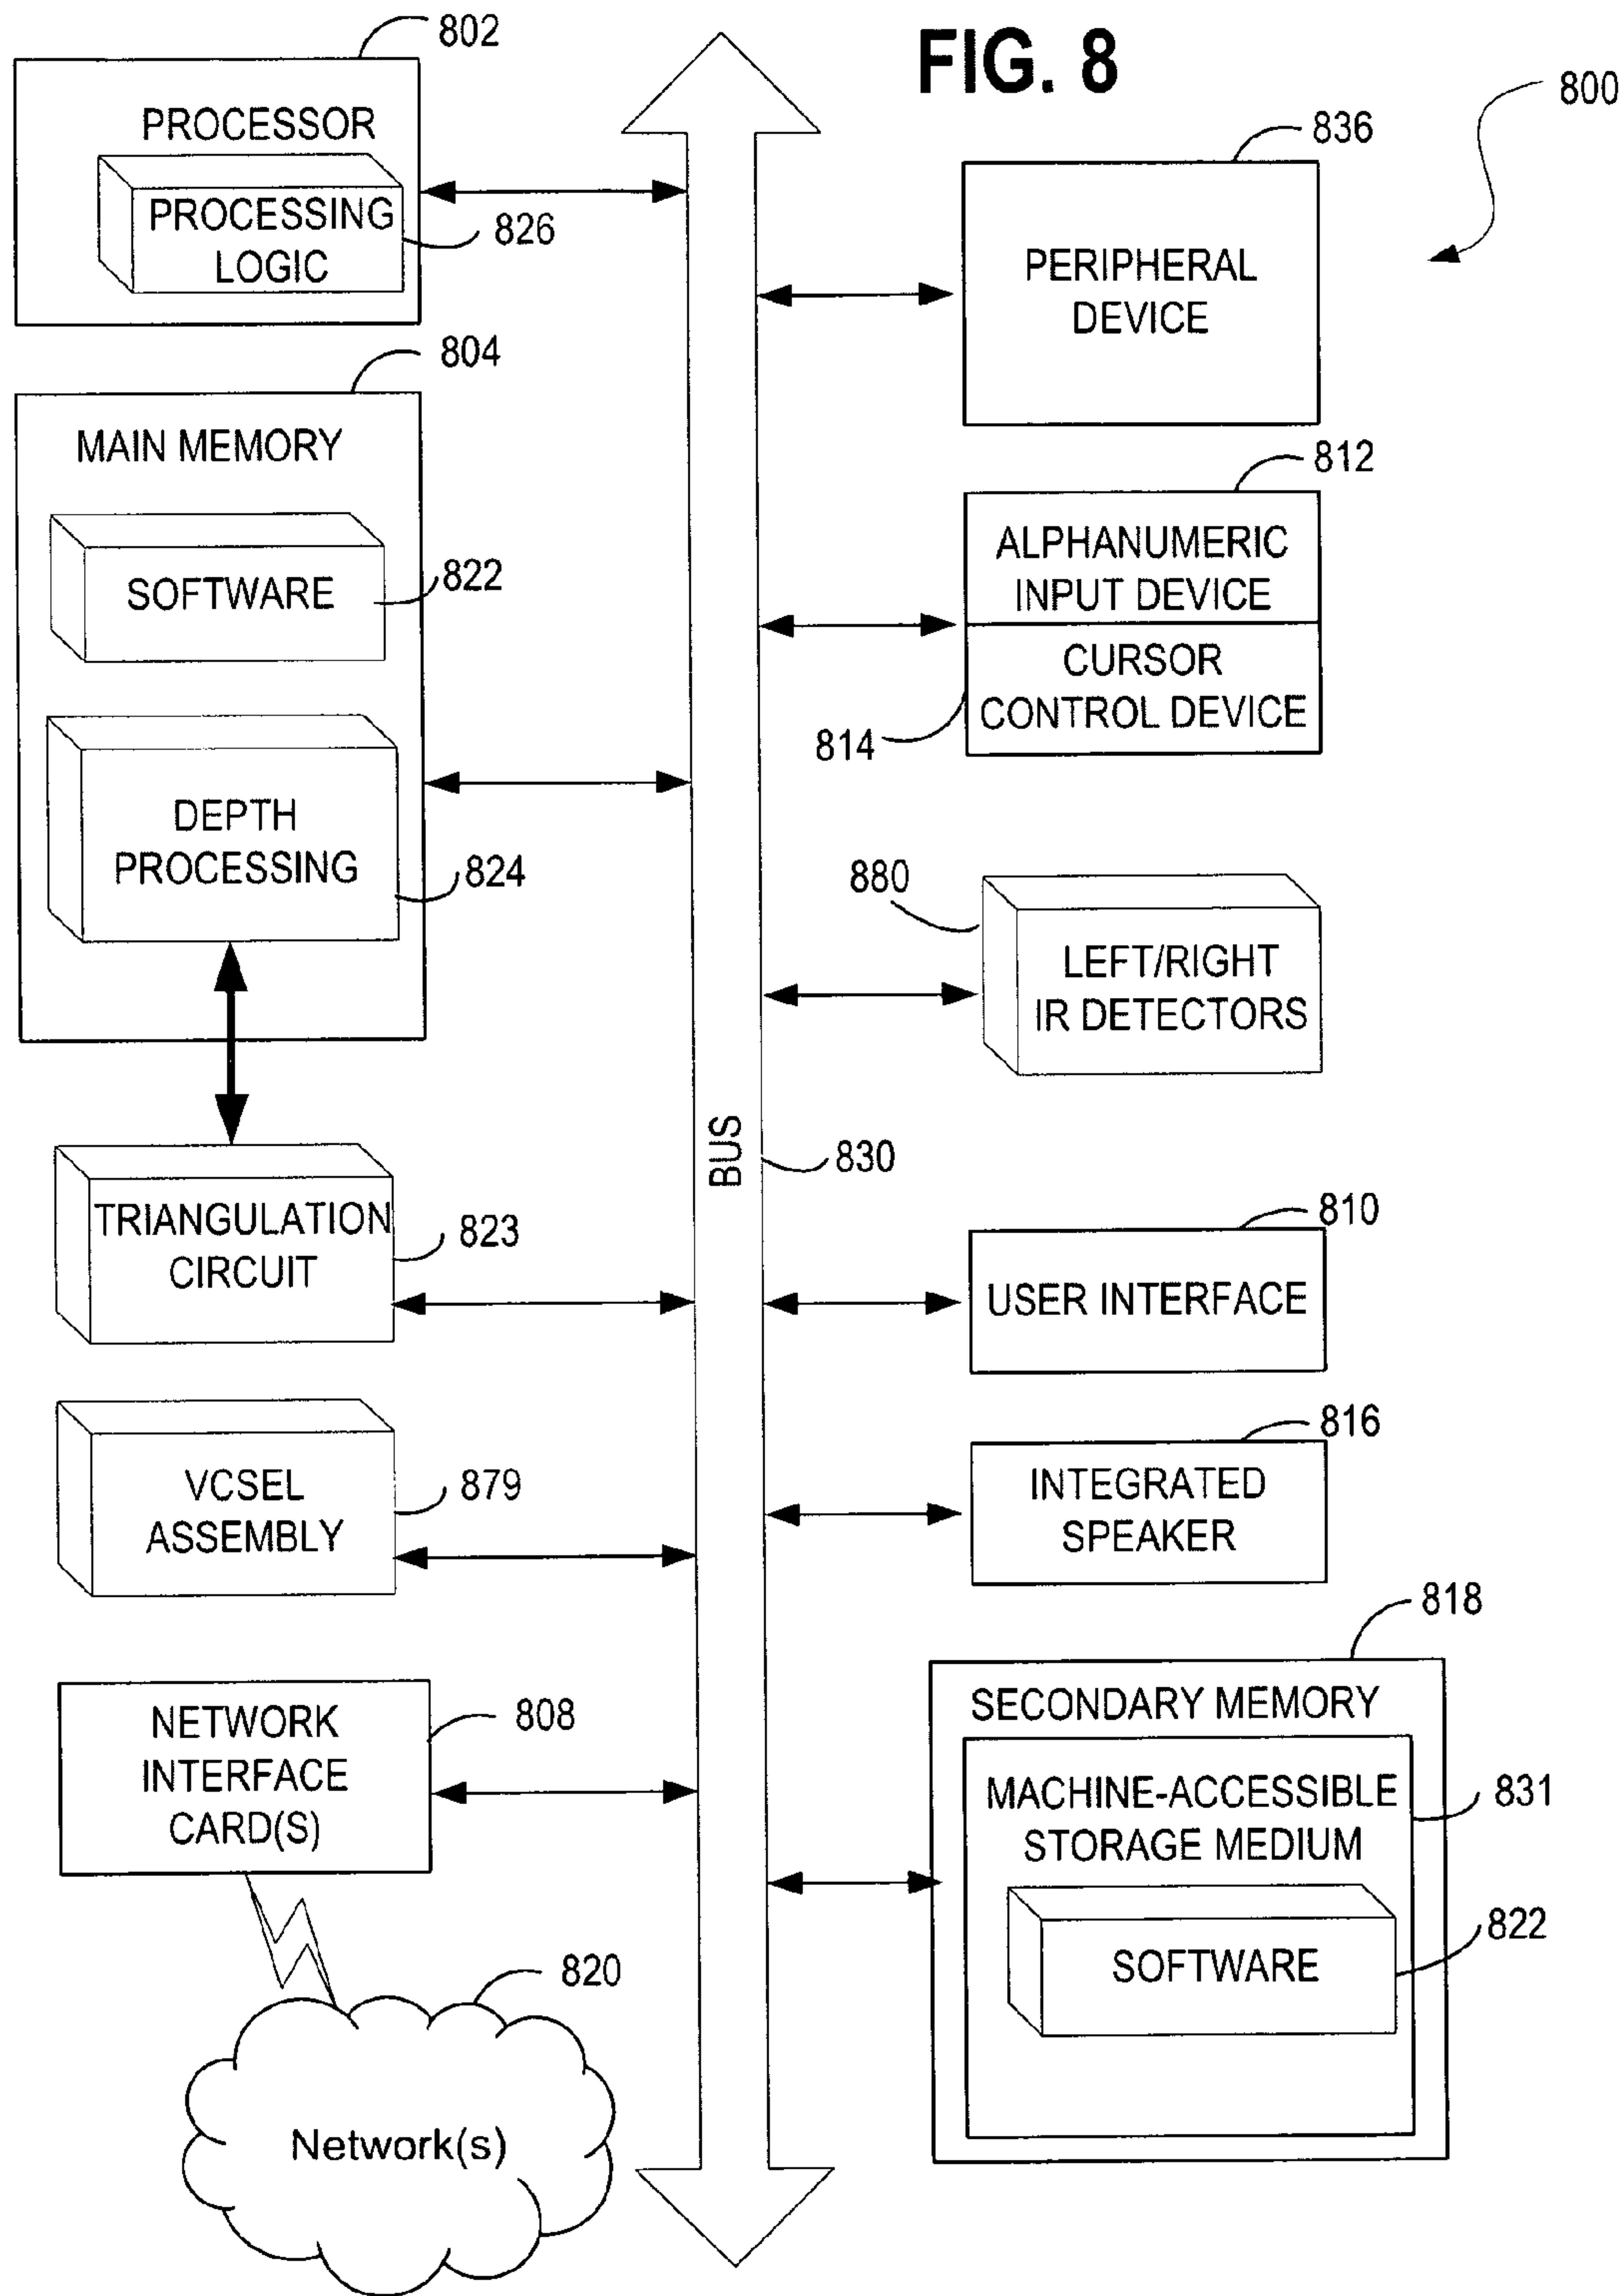 FIG. 8
800
802
PROCESSOR
PROCESSING
LOGIC
826
804
MAIN MEMORY
SOFTWARE
822
DEPTH
PROCESSING
824
TRIANGULATION
CIRCUIT
823
VCSEL
ASSEMBLY
879
NETWORK
INTERFACE
CARD(S)
808
820
Network(s)
BUS
830
836
PERIPHERAL
DEVICE
812
ALPHANUMERIC
INPUT DEVICE
CURSOR
CONTROL DEVICE
814
880
LEFT/RIGHT
IR DETECTORS
810
USER INTERFACE
816
INTEGRATED
SPEAKER
818
SECONDARY MEMORY
MACHINE-ACCESSIBLE
STORAGE MEDIUM
831
SOFTWARE
822